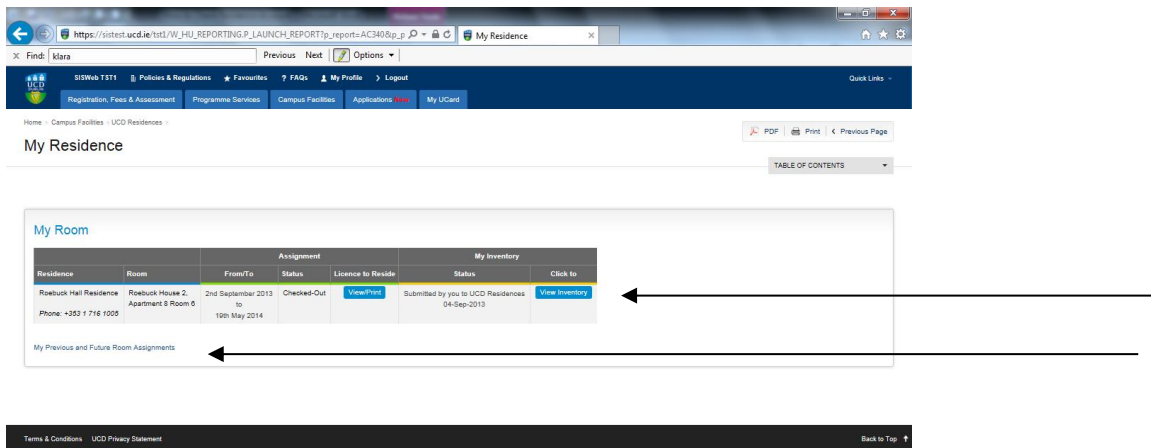 https://sistest.ucd.ie/tst1/W_HU_REPORTING.P_LAUNCH_REPORT?p_report=AC340&p_p
My Residence
Find: klara Previous Next Options
SISWeb TST1 Policies & Regulations Favourites ? FAQs My Profile Logout Quick Links
UCD
DUBLIN
Registration, Fees & Assessment Programme Services Campus Facilities Applications New My UCard
Home Campus Facilities UCD Residences
PDF Print Previous Page
My Residence
TABLE OF CONTENTS
My Room
Assignment My Inventory
Residence Room From/To Status Licence to Reside Status Click to
Roebuck Hall Residence Roebuck House 2, 2nd September 2013 Checked-Out View/Print Submitted by you to UCD Residences View Inventory
Apartment 8 Room 6 to 04-Sep-2013
Phone: +353 1 716 1005 19th May 2014
My Previous and Future Room Assignments
Terms & Conditions UCD Privacy Statement Back to Top